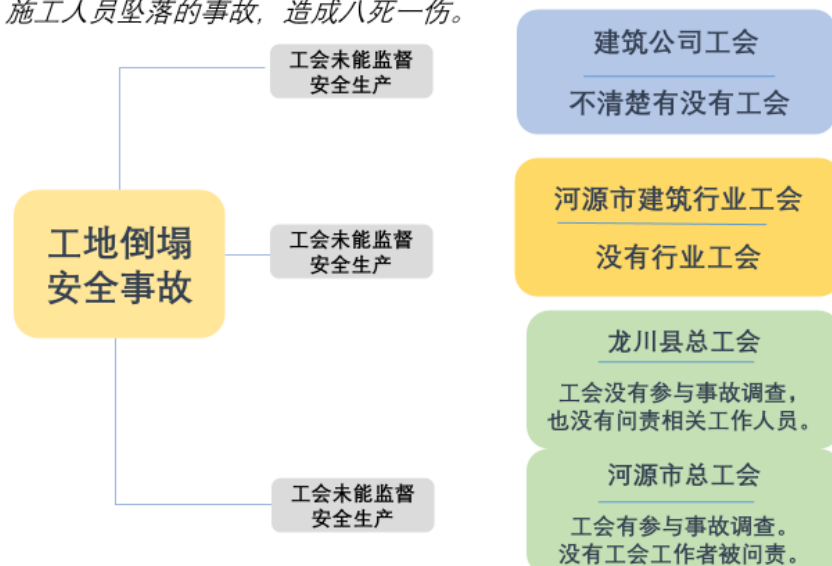 施工人员坠落的事故，造成八死一伤。
工会未能监督
安全生产
建筑公司工会
不清楚有没有工会
工地倒塌
安全事故
工会未能监督
安全生产
河源市建筑行业工会
没有行业工会
龙川县总工会
工会没有参与事故调查，
也没有问责相关工作人员。
工会未能监督
安全生产
河源市总工会
工会有参与事故调查。
没有工会工作者被问责。